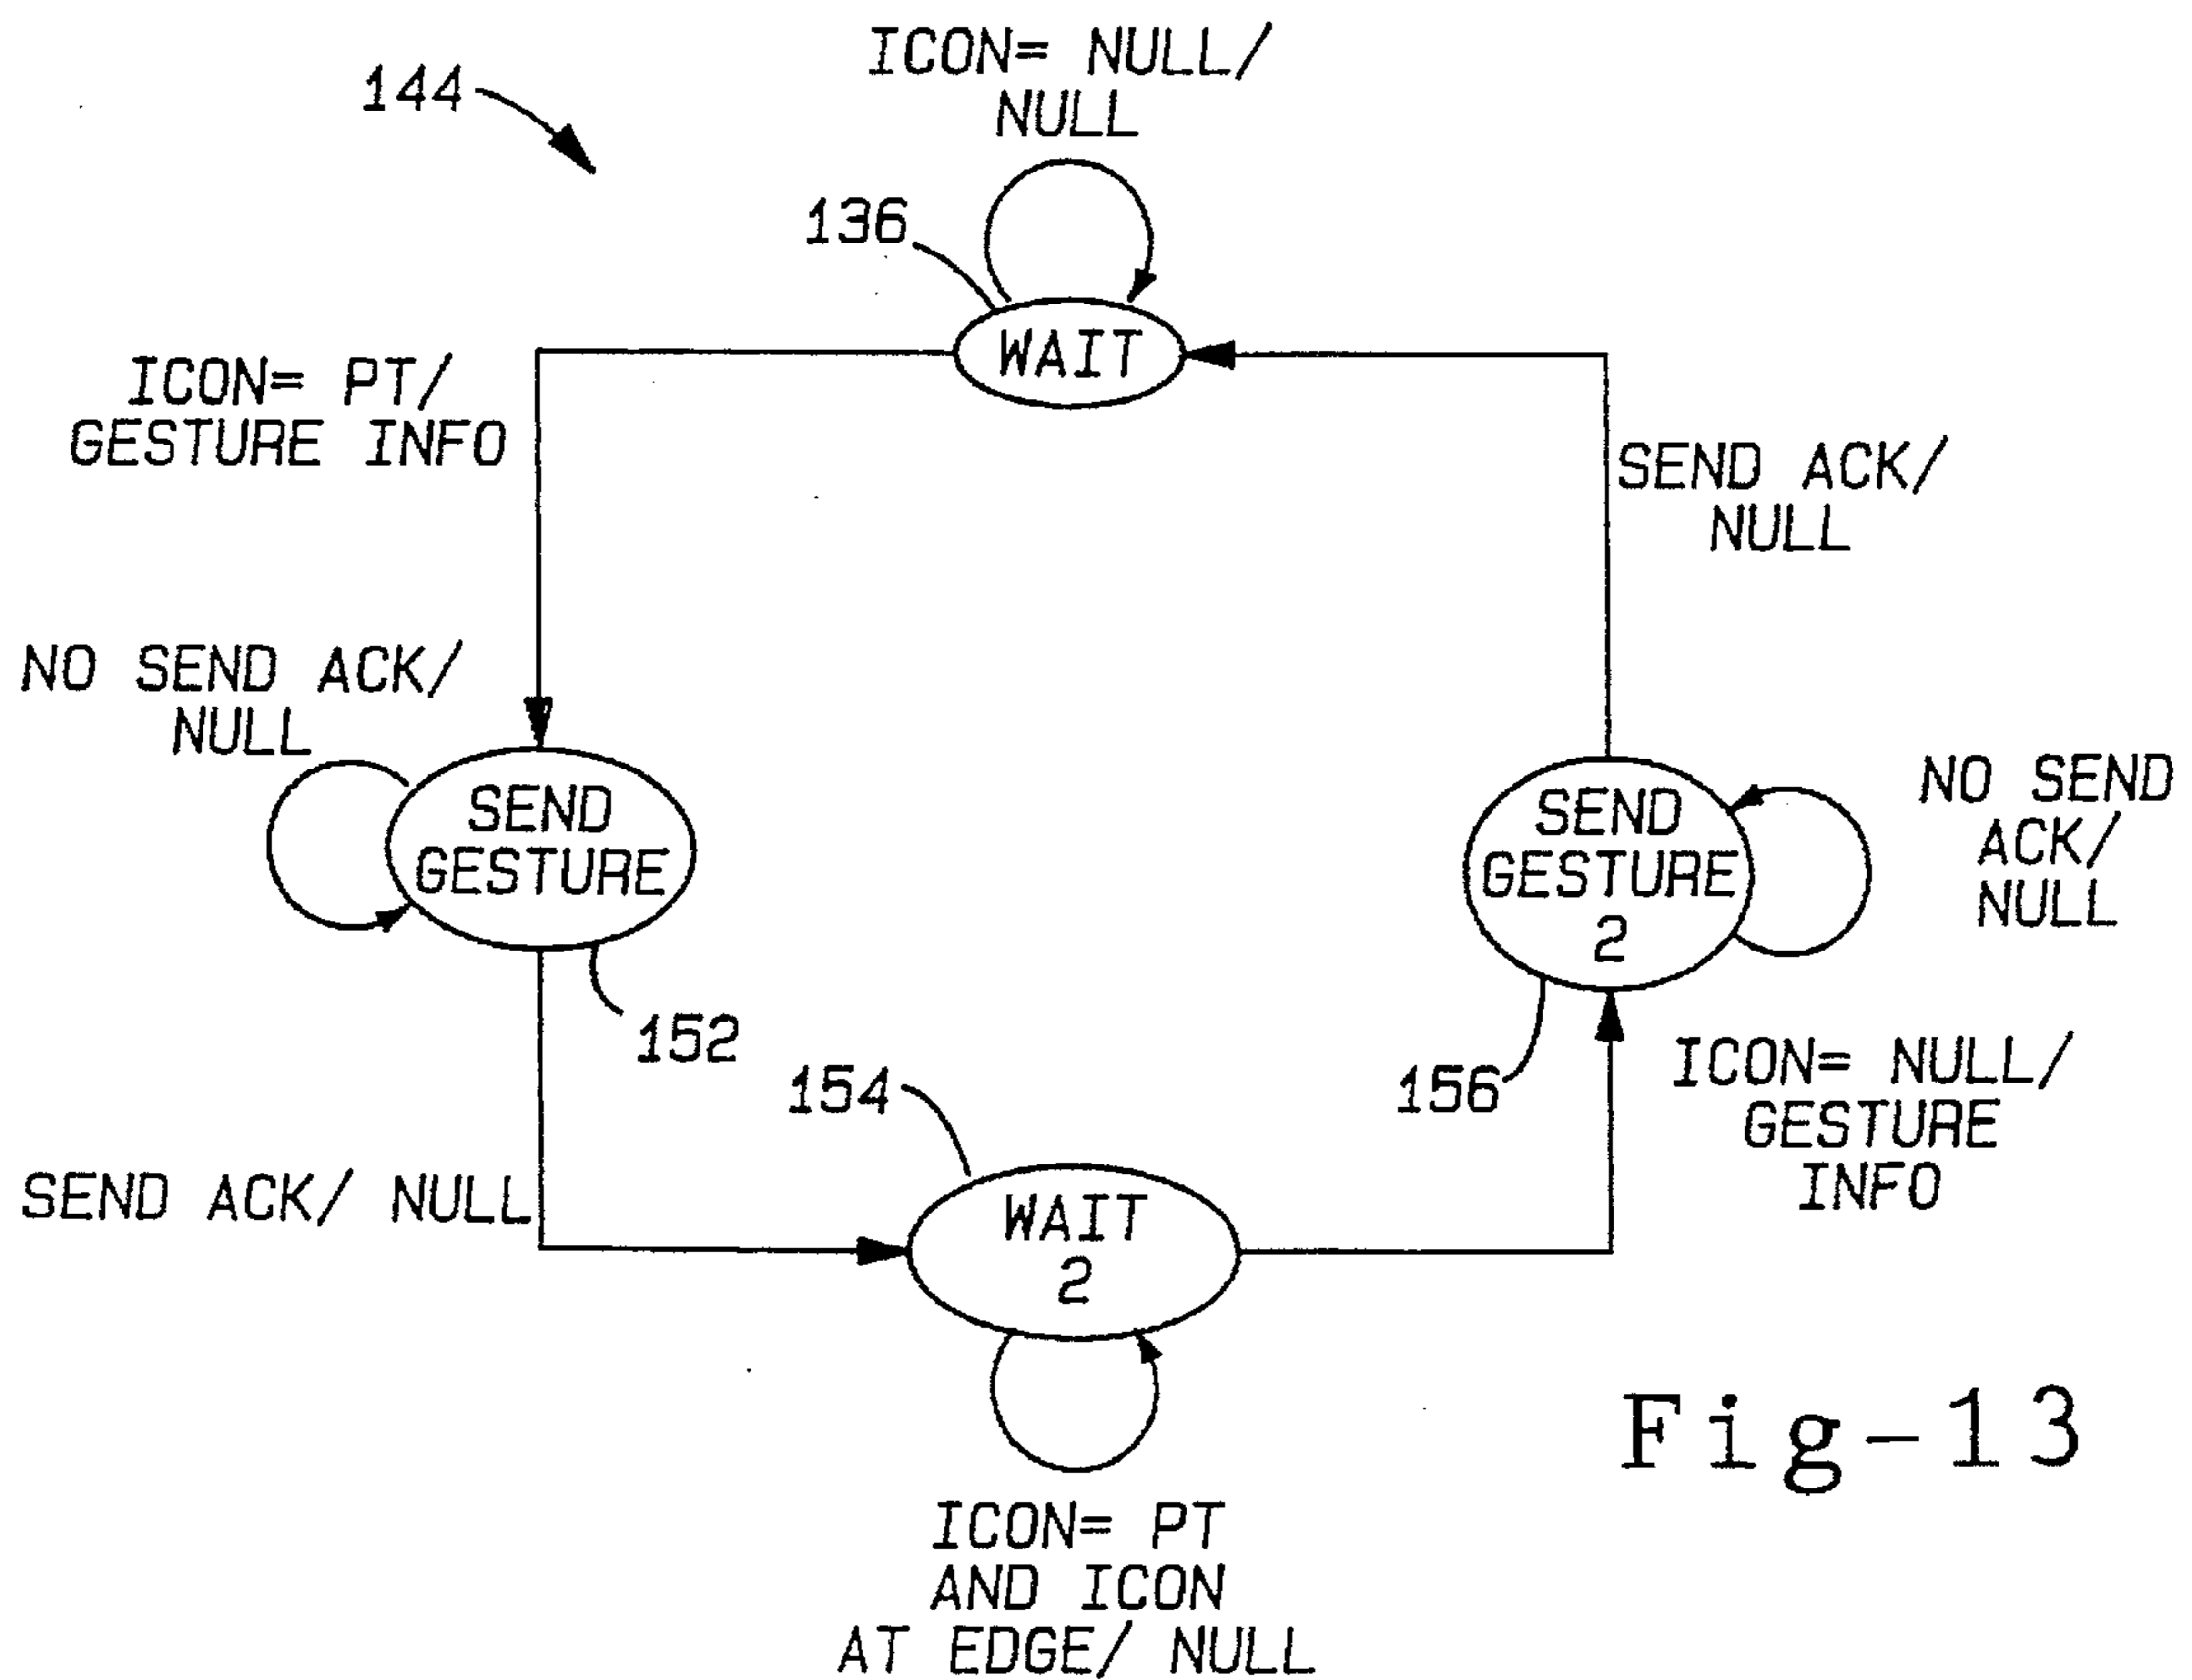 144
ICON= NULL/
NULL
136
WAIT
ICON= PT/
GESTURE INFO
SEND ACK/
NULL
NO SEND ACK/
NULL
SEND
GESTURE
152
SEND
GESTURE
2
156
NO SEND
ACK/
NULL
154
ICON= NULL/
GESTURE
INFO
SEND ACK/ NULL
WAIT
2
ICON= PT
AND ICON
AT EDGE/ NULL
Fig-13